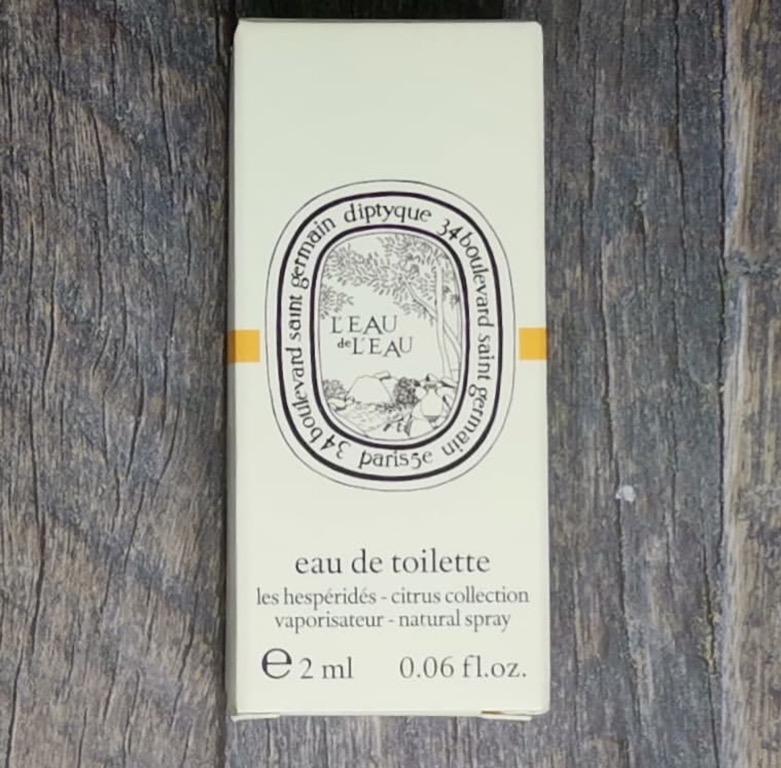 diptyque 34 boulevard saint germain paris5e 34 boulevard saint germain
L'EAU
de L'EAU
eau de toilette
les hespéridés - citrus collection
vaporisateur - natural spray
℮ 2 ml 0.06 fl.oz.